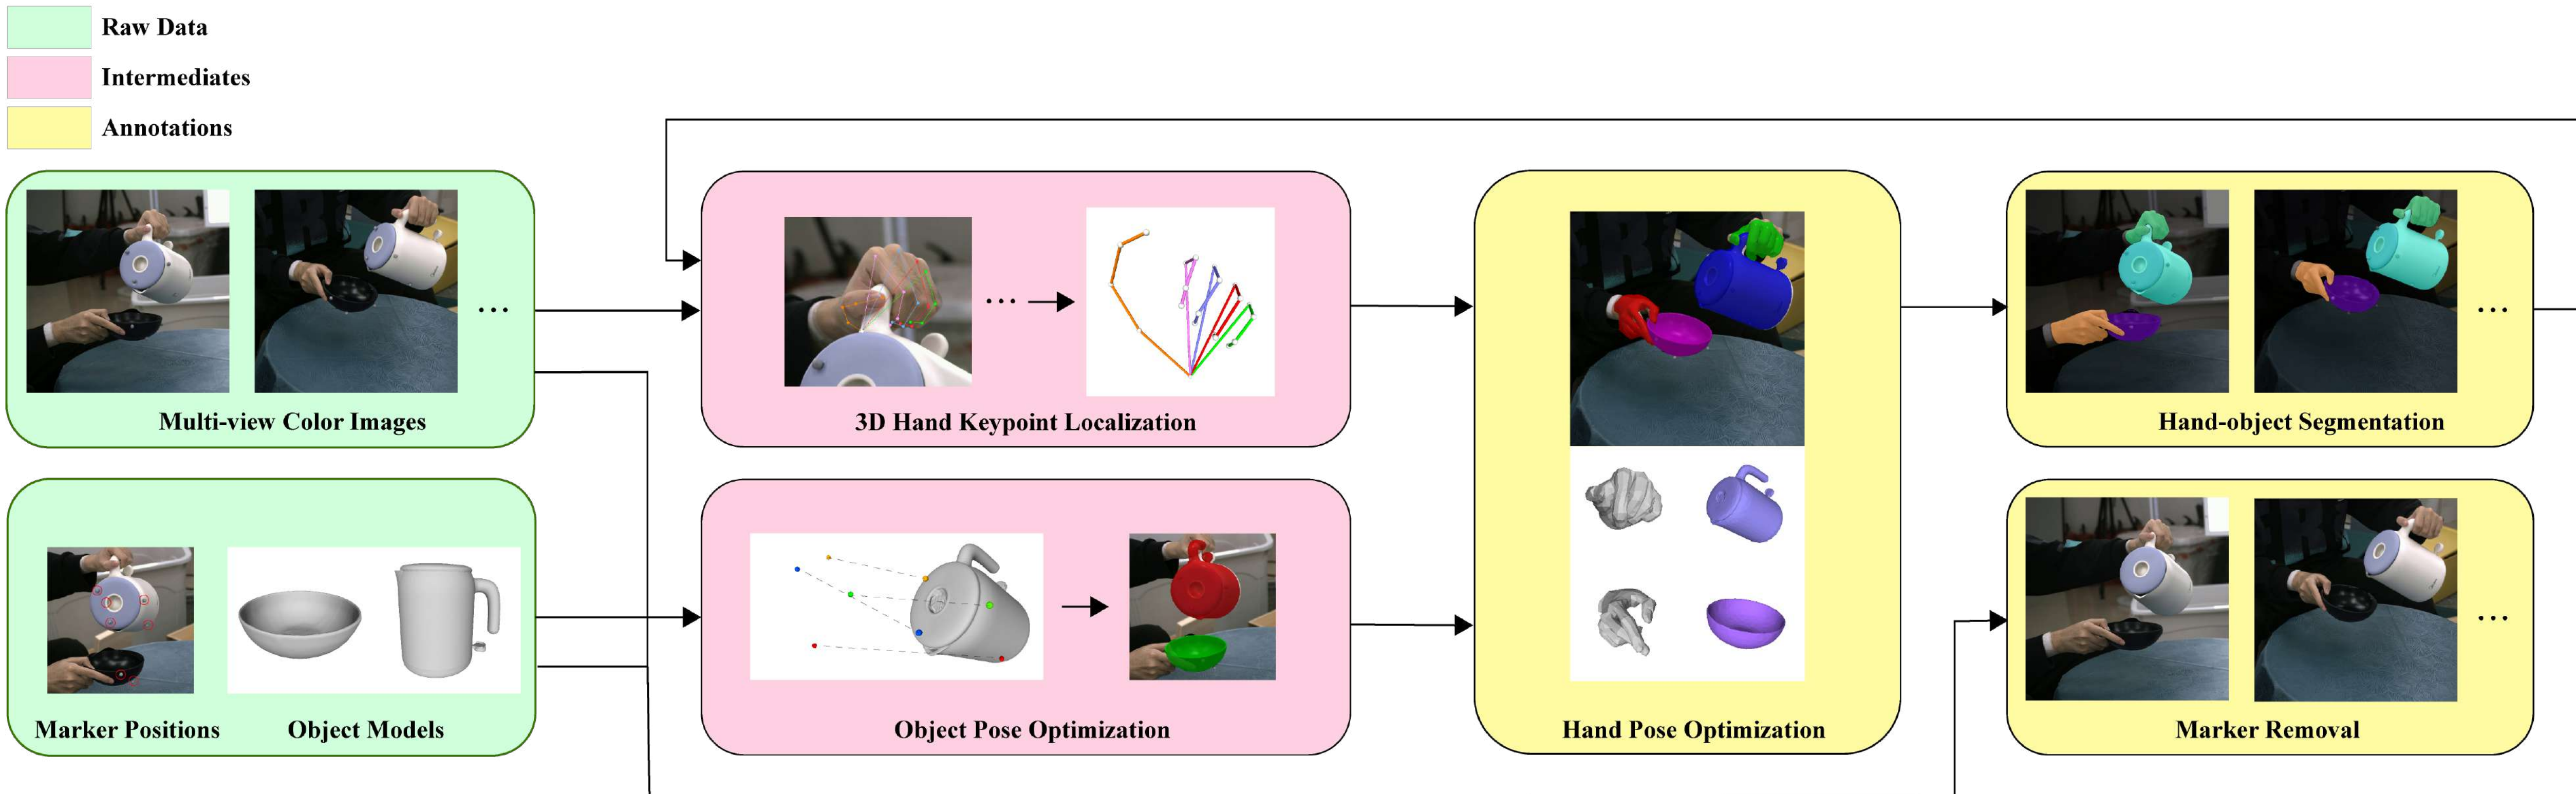 Raw Data
Intermediates
Annotations
Multi-view Color Images
3D Hand Keypoint Localization
Hand-object Segmentation
Marker Positions
Object Models
Object Pose Optimization
Hand Pose Optimization
Marker Removal